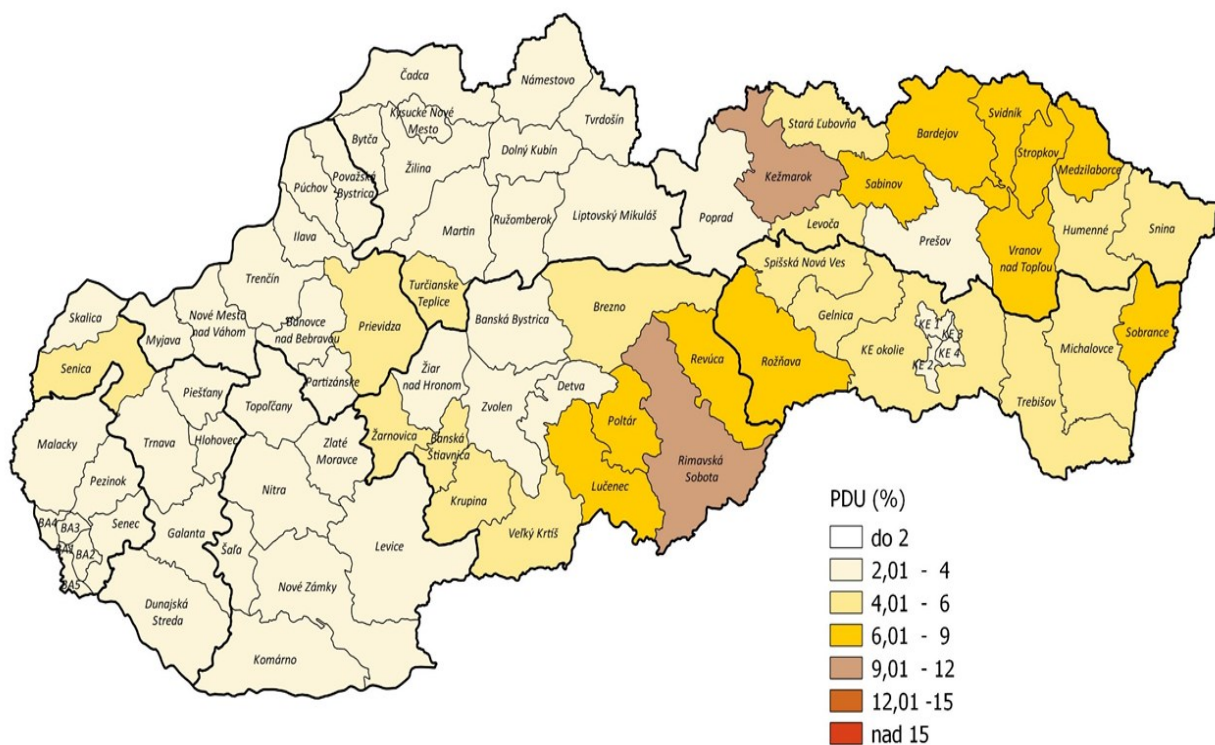 Čadca
Námestovo
Kysucké Nové
Mesto
Tvrdošín
Bytča
Dolný Kubín
Žilina
Púchov
Považská
Bystrica
Martin
Ružomberok
Liptovský Mikuláš
Ilava
Trenčín
Stará Ľubovňa
Kežmarok
Poprad
Levoča
Sabinov
Bardejov
Svidník
Stropkov
Medzilaborce
Prešov
Vranov
nad Topľou
Humenné
Snina
Skalica
Myjava
Nové Mesto
nad Váhom
Bánovce
nad Bebravou
Prievidza
Turčianske
Teplice
Banská Bystrica
Brezno
Spišská Nová Ves
Gelnica
Rožňava
KE okolie
KE 1
KE 3
KE 4
KE 2
Michalovce
Sobrance
Trebišov
Senica
Piešťany
Topoľčany
Partizánske
Žiar
nad Hronom
Zvolen
Detva
Revúca
Poltár
Rimavská
Sobota
Lučenec
Malacky
Trnava
Hlohovec
Zlaté
Moravce
Žarnovica
Banská
Štiavnica
Krupina
Veľký Krtíš
Pezinok
Nitra
Levice
Senec
Galanta
Šaľa
Nové Zámky
BA4
BA3
BA1
BA2
BA5
Dunajská
Streda
Komárno
PDU (%)
do 2
2,01 - 4
4,01 - 6
6,01 - 9
9,01 - 12
12,01 -15
nad 15